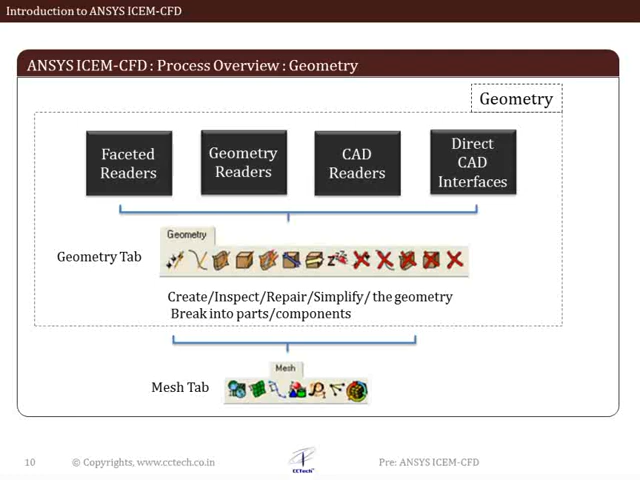 Introduction to ANSYS ICEM-CFD
ANSYS ICEM-CFD : Process Overview : Geometry
Geometry
Faceted
Readers
Geometry
Readers
CAD
Readers
Direct
CAD
Interfaces
Geometry
Geometry Tab
Create/Inspect/Repair/Simplify/ the geometry
Break into parts/components
Mesh
Mesh Tab
10
© Copyrights, www.cctech.co.in
CCTech
Pre: ANSYS ICEM-CFD